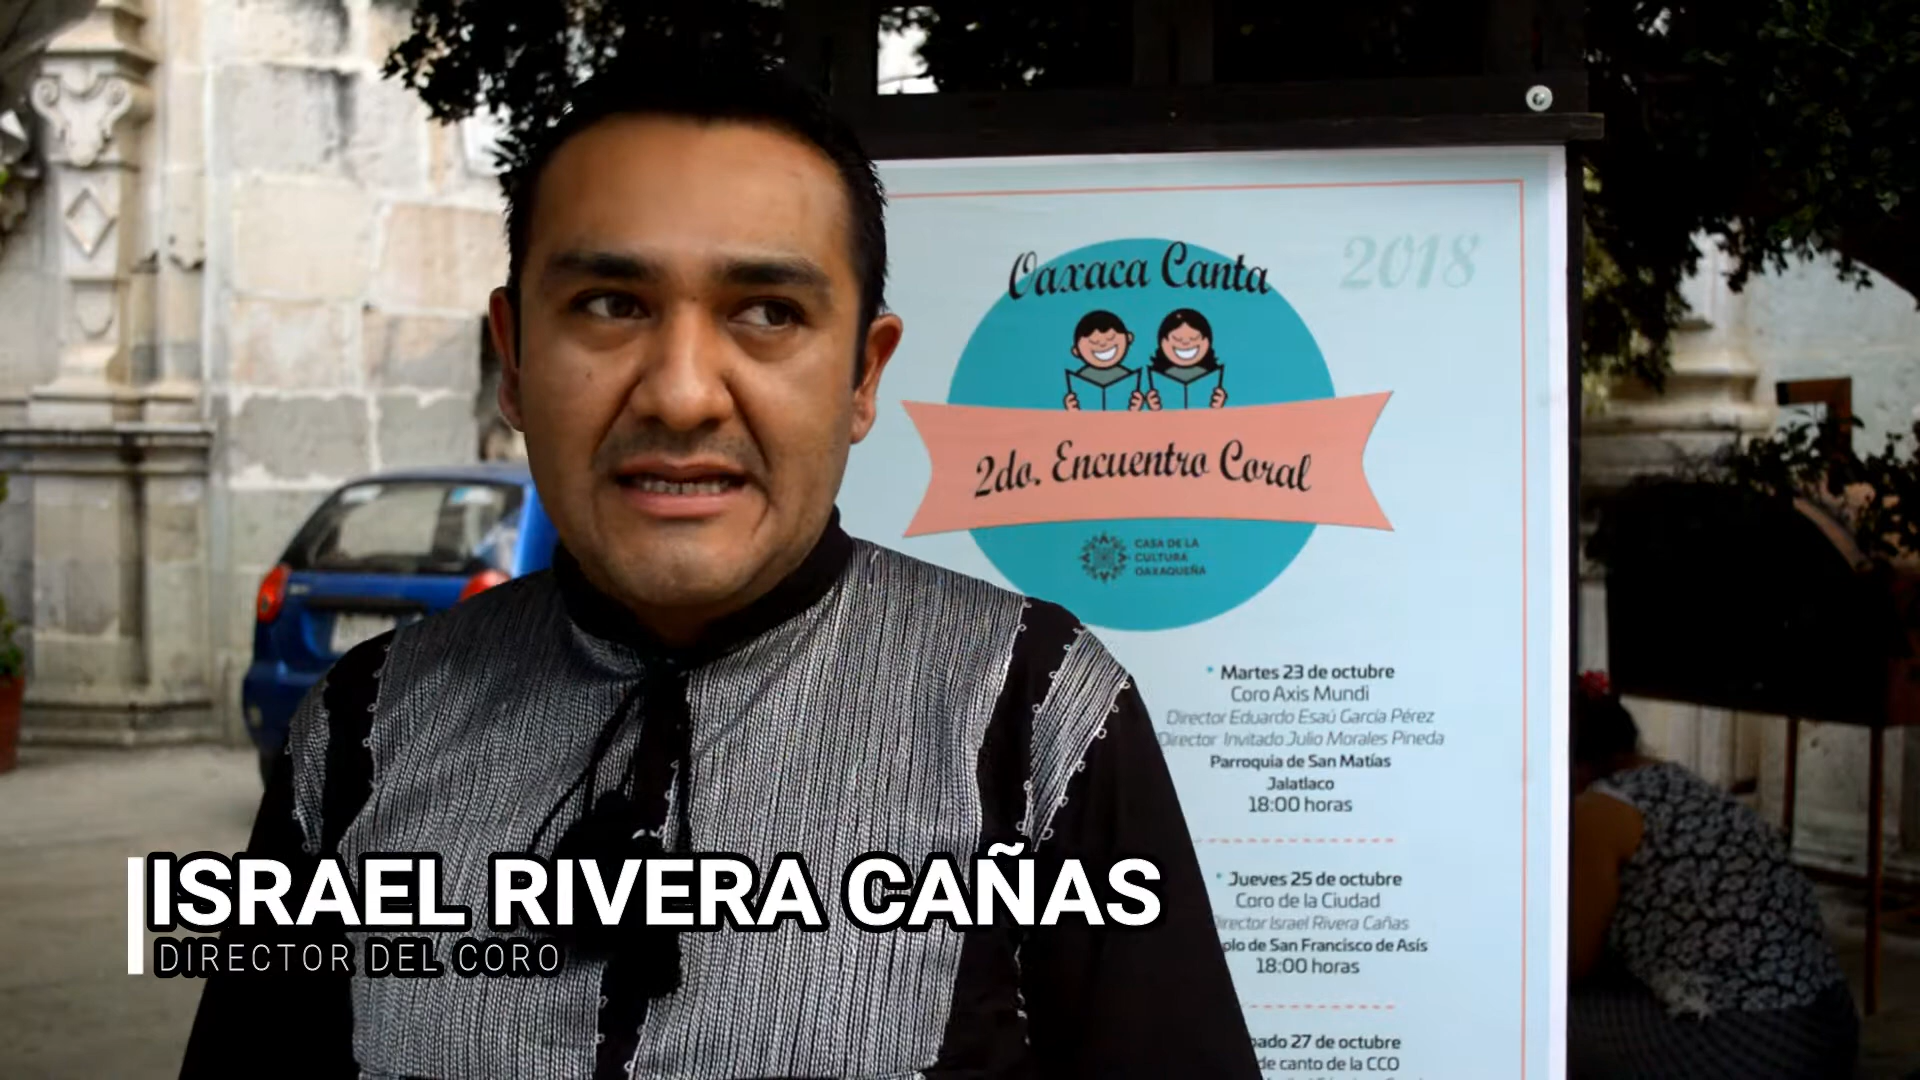 Oaxaca Canta
2018
2do. Encuentro Coral
CASA DE LA
CULTURA
OAXAQUEÑA
* Martes 23 de octubre
Coro Axis Mundi
Director Eduardo Esaú García Pérez
Director Invitado Julio Morales Pineda
Parroquia de San Matías
Jalatlaco
18:00 horas
* Jueves 25 de octubre
Coro de la Ciudad
Director Israel Rivera Cañas
de San Francisco de Asís
18:00 horas
27 de octubre
de canto de la CCO
ISRAEL RIVERA CAÑAS
DIRECTOR DEL CORO